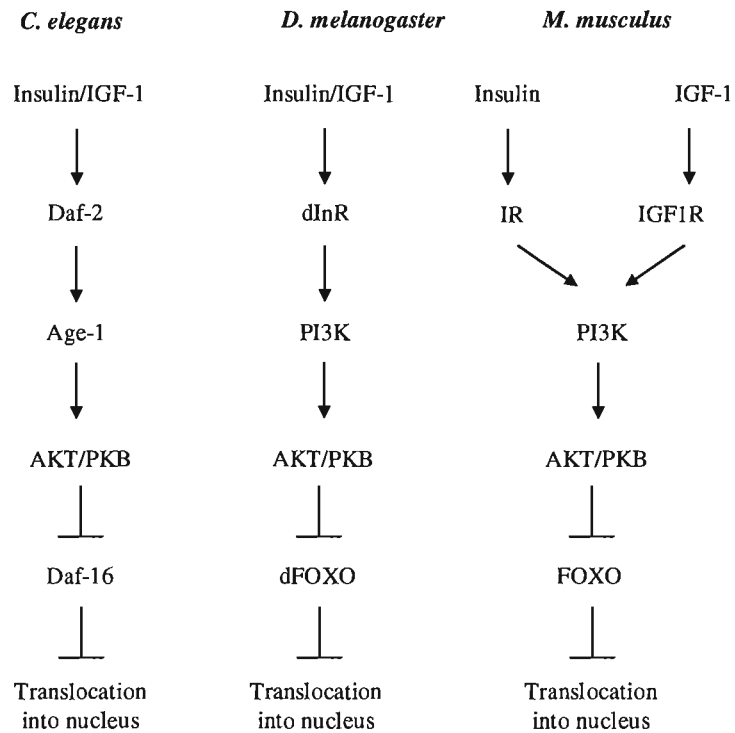 C. elegans D. melanogaster M. musculus
Insulin/IGF-1 Insulin/IGF-1 Insulin IGF-1
Daf-2 dInR IR IGF1R
Age-1 PI3K PI3K
AKT/PKB AKT/PKB AKT/PKB
Daf-16 dFOXO FOXO
Translocation Translocation Translocation
into nucleus into nucleus into nucleus